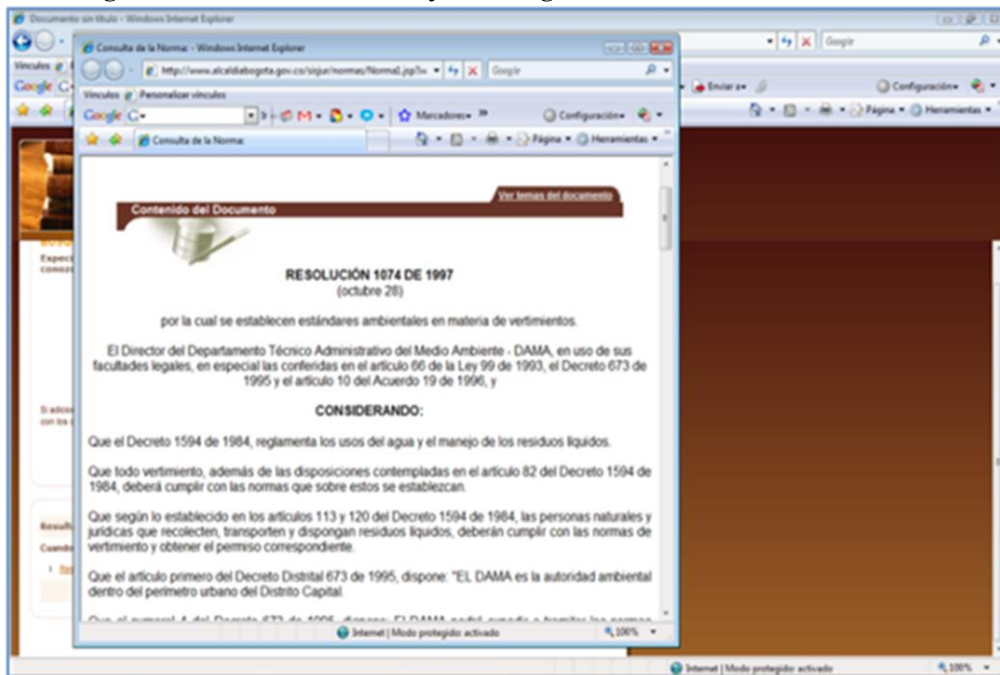 Documento sin título - Windows Internet Explorer
Consulta de la Norma: - Windows Internet Explorer
http://www.alcaldiabogota.gov.co/sisjur/normas/Norma1.jsp?i=
Google
Google
Vínculos
Personalizar vínculos
Google
Marcadores
Configuración
Enviar a
Configuración
Consulta de la Norma:
Página
Herramientas
Página
Herramientas
Ver temas del documento
Contenido del Documento
RESOLUCIÓN 1074 DE 1997
(octubre 28)
por la cual se establecen estándares ambientales en materia de vertimientos.
El Director del Departamento Técnico Administrativo del Medio Ambiente - DAMA, en uso de sus
facultades legales, en especial las conferidas en el artículo 66 de la Ley 99 de 1993, el Decreto 673 de
1995 y el artículo 10 del Acuerdo 19 de 1996, y
CONSIDERANDO:
Que el Decreto 1594 de 1984, reglamenta los usos del agua y el manejo de los residuos líquidos.
Que todo vertimiento, además de las disposiciones contempladas en el artículo 82 del Decreto 1594 de
1984, deberá cumplir con las normas que sobre estos se establezcan.
Que según lo establecido en los artículos 113 y 120 del Decreto 1594 de 1984, las personas naturales y
jurídicas que recolecten, transporten y dispongan residuos líquidos, deberán cumplir con las normas de
vertimiento y obtener el permiso correspondiente.
Que el artículo primero del Decreto Distrital 673 de 1995, dispone: "EL DAMA es la autoridad ambiental
dentro del perímetro urbano del Distrito Capital.
Internet | Modo protegido: activado
100%
Internet | Modo protegido: activado
100%